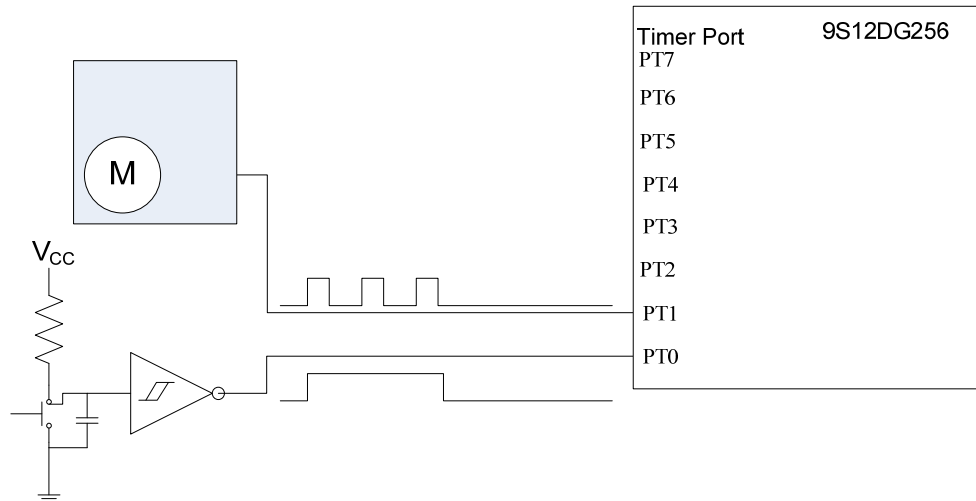 Timer Port 9S12DG256
PT7
PT6
PT5
M
PT4
PT3
VCC
PT2
PT1
PT0